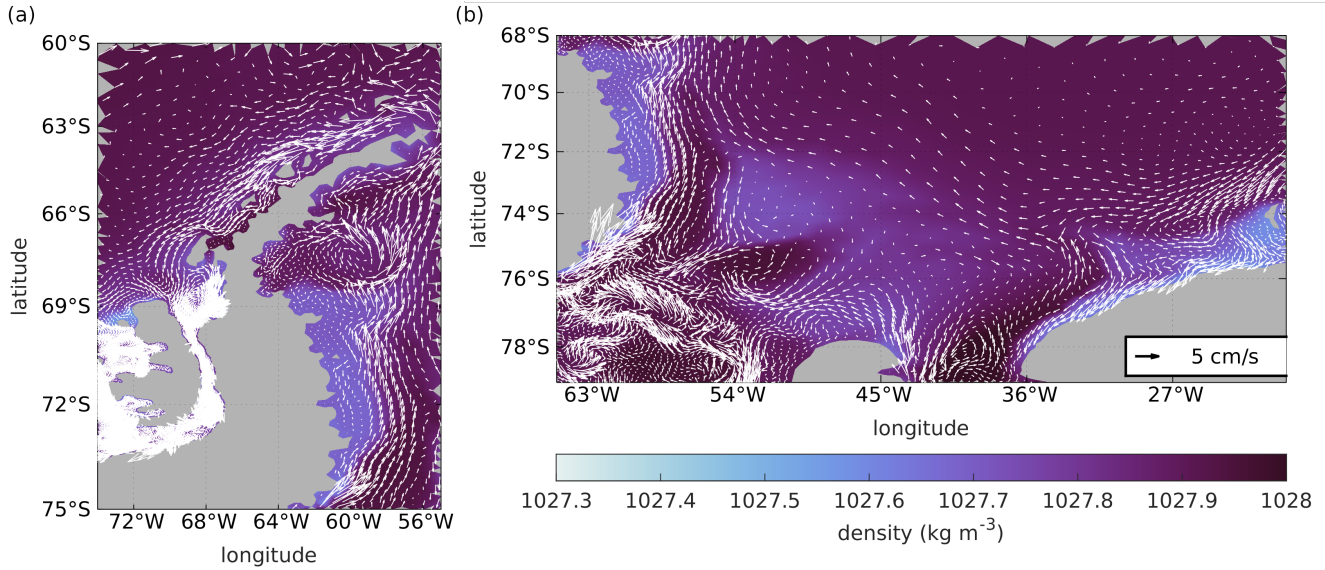 (a)
60°S
63°S
66°S
69°S
72°S
75°S
latitude
72°W 68°W 64°W 60°W 56°W
longitude
(b)
68°S
70°S
72°S
74°S
76°S
78°S
latitude
5 cm/s
63°W 54°W 45°W 36°W 27°W
longitude
1027.3 1027.4 1027.5 1027.6 1027.7 1027.8 1027.9 1028
density (kg m⁻³)